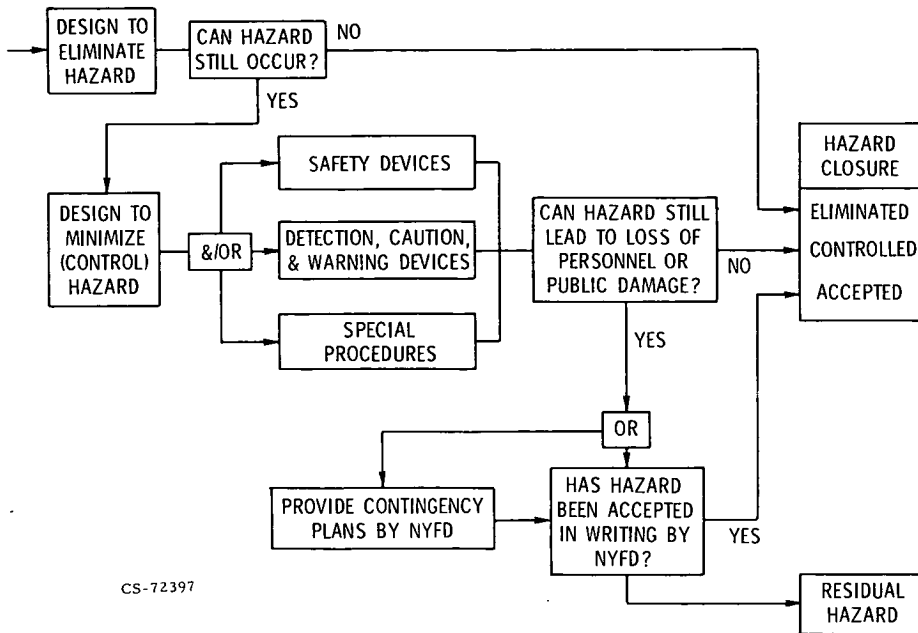 DESIGN TO
ELIMINATE
HAZARD
CAN HAZARD
STILL OCCUR?
NO
YES
HAZARD
CLOSURE
ELIMINATED
CONTROLLED
ACCEPTED
DESIGN TO
MINIMIZE
(CONTROL)
HAZARD
&/OR
SAFETY DEVICES
DETECTION, CAUTION,
& WARNING DEVICES
SPECIAL
PROCEDURES
CAN HAZARD STILL
LEAD TO LOSS OF
PERSONNEL OR
PUBLIC DAMAGE?
NO
YES
OR
PROVIDE CONTINGENCY
PLANS BY NYFD
HAS HAZARD
BEEN ACCEPTED
IN WRITING BY
NYFD?
YES
RESIDUAL
HAZARD
CS-72397